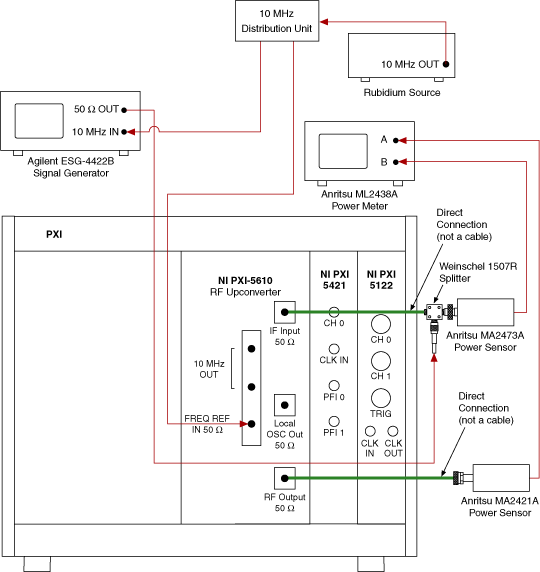 10 MHz
Distribution Unit
10 MHz OUT
Rubidium Source
50 Ω OUT
10 MHz IN
Agilent ESG-4422B
Signal Generator
A
B
Anritsu ML2438A
Power Meter
Direct
Connection
(not a cable)
PXI
Weinschel 1507R
Splitter
NI PXI-5610
RF Upconverter
NI PXI
5421
NI PXI
5122
IF Input
50 Ω
CH 0
CH 0
Anritsu MA2473A
Power Sensor
10 MHz
OUT
CLK IN
CH 1
PFI 0
Direct
Connection
(not a cable)
FREQ REF
IN 50 Ω
Local
OSC Out
50 Ω
PFI 1
TRIG
CLK
IN
CLK
OUT
RF Output
50 Ω
Anritsu MA2421A
Power Sensor